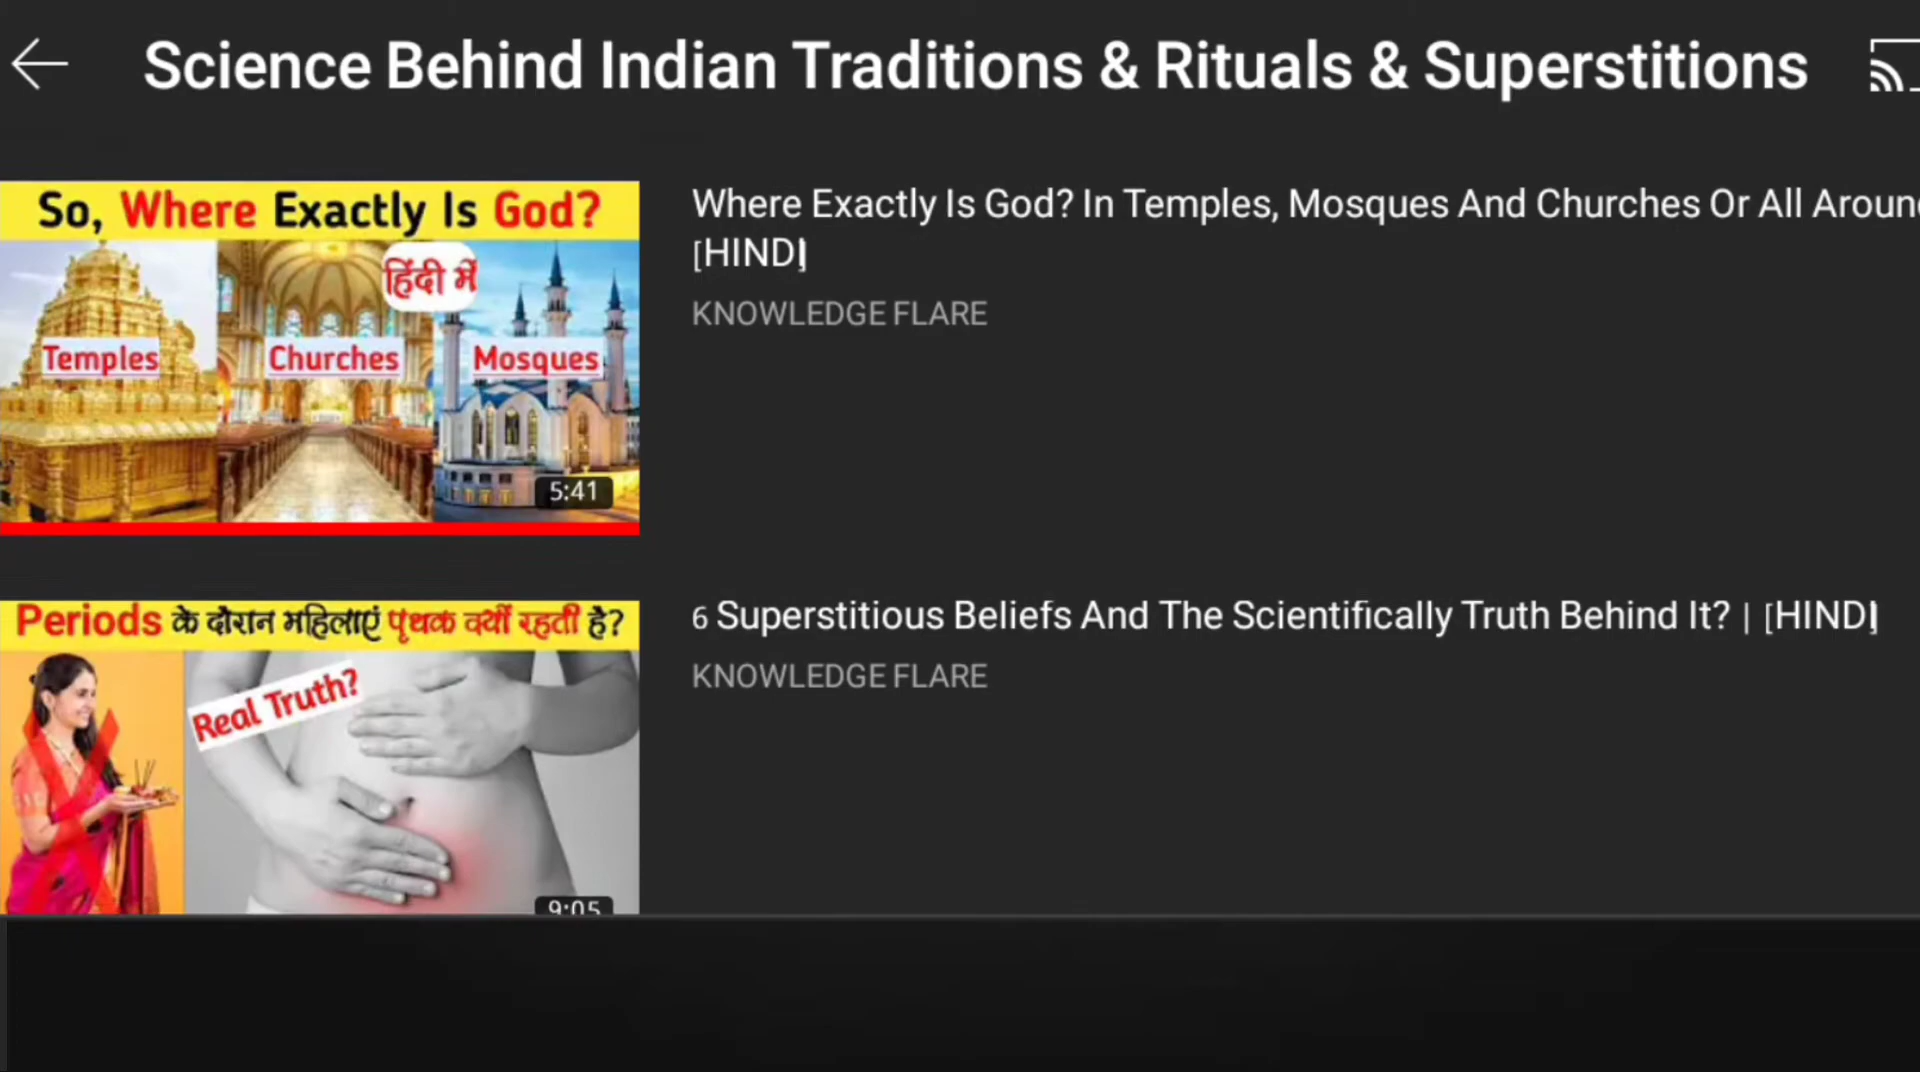 Science Behind Indian Traditions & Rituals & Superstitions
So, Where Exactly Is God?
हिंदी में
Temples
Churches
Mosques
5:41
Where Exactly Is God? In Temples, Mosques And Churches Or All Aroun
[HINDI]
KNOWLEDGE FLARE
Periods के दौरान महिलाएं पृथक क्यों रहती है?
Real Truth?
9:05
6 Superstitious Beliefs And The Scientifically Truth Behind It? | [HINDI]
KNOWLEDGE FLARE